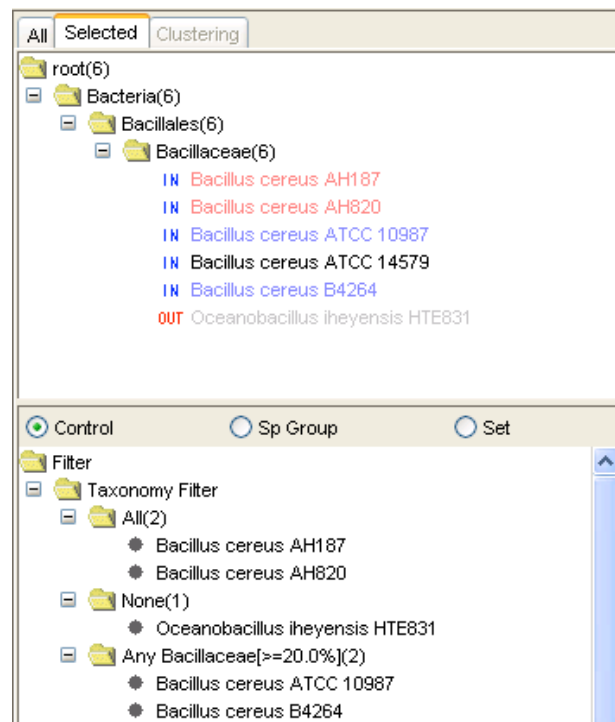 All Selected Clustering
root(6)
Bacteria(6)
Bacillales(6)
Bacillaceae(6)
IN Bacillus cereus AH187
IN Bacillus cereus AH820
IN Bacillus cereus ATCC 10987
IN Bacillus cereus ATCC 14579
IN Bacillus cereus B4264
OUT Oceanobacillus iheyensis HTE831
Control Sp Group Set
Filter
Taxonomy Filter
All(2)
Bacillus cereus AH187
Bacillus cereus AH820
None(1)
Oceanobacillus iheyensis HTE831
Any Bacillaceae[>=20.0%](2)
Bacillus cereus ATCC 10987
Bacillus cereus B4264